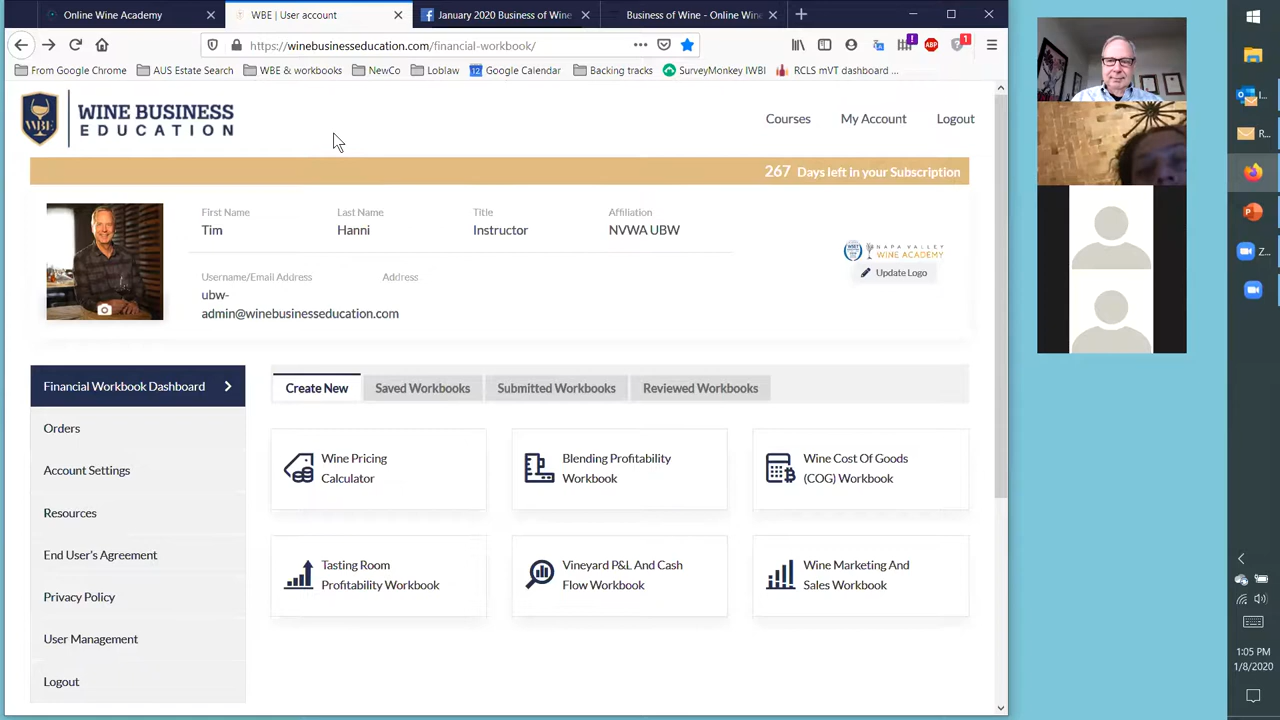 Online Wine Academy
WBE | User account
January 2020 Business of Wine
Business of Wine - Online Wine
https://winebusinesseducation.com/financial-workbook/
1
ABP
From Google Chrome
AUS Estate Search
WBE & workbooks
NewCo
Loblaw
12
Google Calendar
Backing tracks
SurveyMonkey IWBI
RCLS mVT dashboard ...
WBE
WINE BUSINESS
EDUCATION
Courses
My Account
Logout
267 Days left in your Subscription
First Name
Last Name
Title
Affiliation
Tim
Hanni
Instructor
NVWA UBW
NAPA VALLEY
WINE ACADEMY
Update Logo
Username/Email Address
Address
ubw-
admin@winebusinesseducation.com
Financial Workbook Dashboard
Orders
Account Settings
Resources
End User's Agreement
Privacy Policy
User Management
Logout
Create New
Saved Workbooks
Submitted Workbooks
Reviewed Workbooks
Wine Pricing
Calculator
Blending Profitability
Workbook
Wine Cost Of Goods
(COG) Workbook
Tasting Room
Profitability Workbook
Vineyard P&L And Cash
Flow Workbook
Wine Marketing And
Sales Workbook
I...
R...
Z...
1:05 PM
1/8/2020